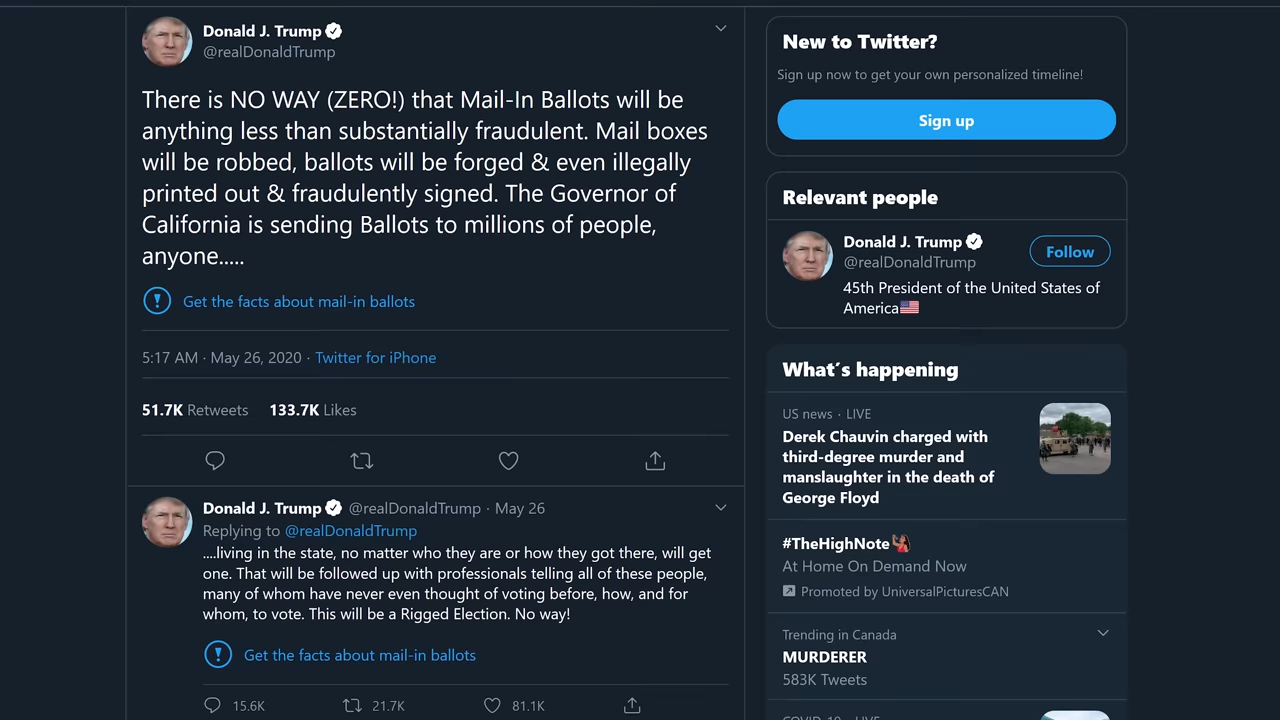 Donald J. Trump
@realDonaldTrump
There is NO WAY (ZERO!) that Mail-In Ballots will be
anything less than substantially fraudulent. Mail boxes
will be robbed, ballots will be forged & even illegally
printed out & fraudulently signed. The Governor of
California is sending Ballots to millions of people,
anyone.....
Get the facts about mail-in ballots
5:17 AM · May 26, 2020 · Twitter for iPhone
51.7K Retweets 133.7K Likes
Donald J. Trump @realDonaldTrump · May 26
Replying to @realDonaldTrump
....living in the state, no matter who they are or how they got there, will get
one. That will be followed up with professionals telling all of these people,
many of whom have never even thought of voting before, how, and for
whom, to vote. This will be a Rigged Election. No way!
Get the facts about mail-in ballots
15.6K 21.7K 81.1K
New to Twitter?
Sign up now to get your own personalized timeline!
Sign up
Relevant people
Donald J. Trump
@realDonaldTrump
Follow
45th President of the United States of
America🇺🇸
What´s happening
US news · LIVE
Derek Chauvin charged with
third-degree murder and
manslaughter in the death of
George Floyd
#TheHighNote
At Home On Demand Now
Promoted by UniversalPicturesCAN
Trending in Canada
MURDERER
583K Tweets
COVID-19 · LIVE